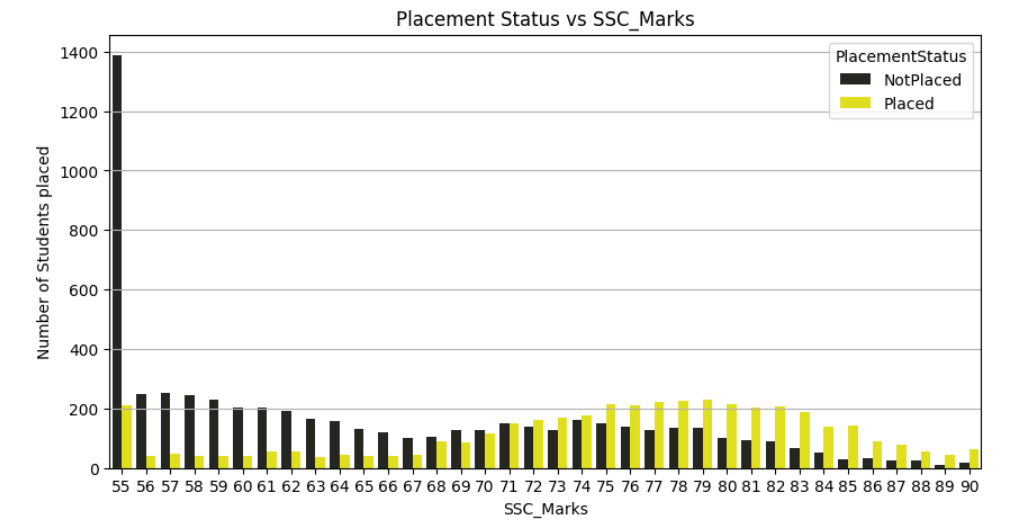 Placement Status vs SSC_Marks
PlacementStatus
NotPlaced
Placed
Number of Students placed
1400
1200
1000
800
600
400
200
0
55 56 57 58 59 60 61 62 63 64 65 66 67 68 69 70 71 72 73 74 75 76 77 78 79 80 81 82 83 84 85 86 87 88 89 90
SSC_Marks